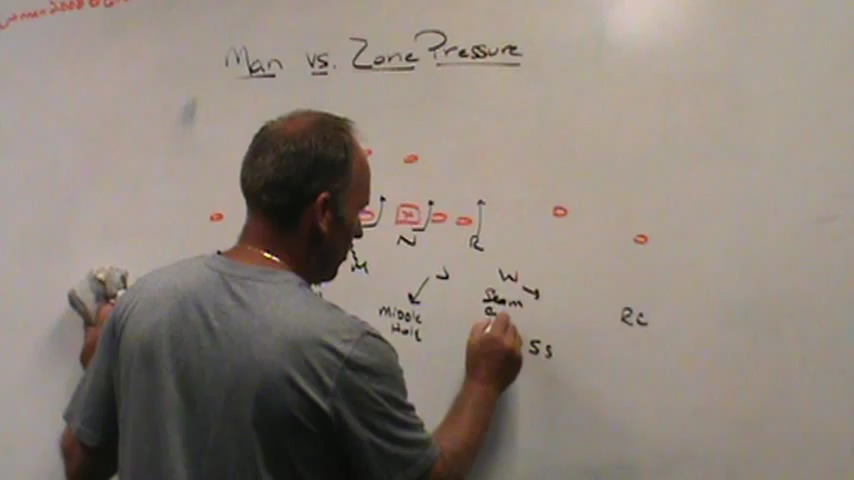 Man vs. Zone Pressure
N R
M
J W
Middle Hole
Seam
Rc
Ss